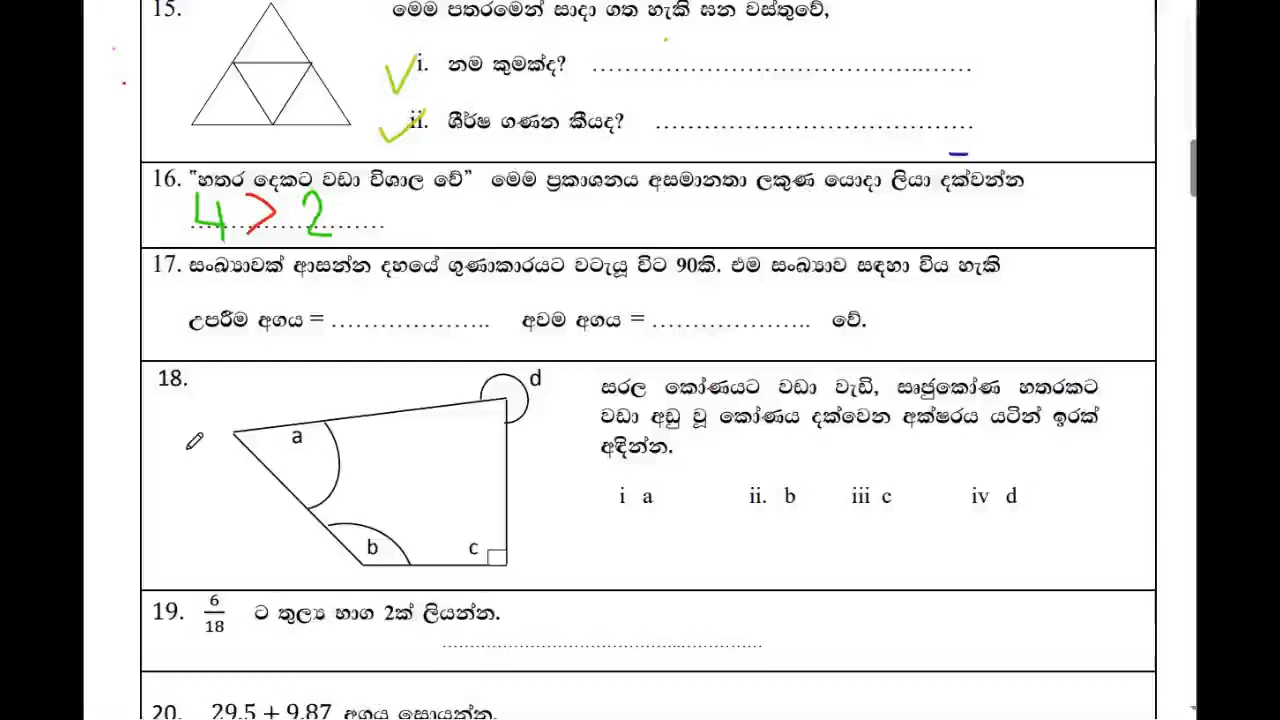 15. මෙම පතරමෙන් සාදා ගත හැකි ඝන වස්තුවේ,
i. නම කුමක්ද? ..............................................
ii. ශීර්ෂ ගණන කීයද? .......................................
16. "හතර දෙකට වඩා විශාල වේ" මෙම ප්‍රකාශනය අසමානතා ලකුණ යොදා ලියා දක්වන්න
4 > 2
17. සංඛ්‍යාවක් ආසන්න දහයේ ගුණාකාරයට වටැයූ විට 90කි. එම සංඛ්‍යාව සඳහා විය හැකි
උපරීම අගය = .................... අවම අගය = .................... වේ.
18.
සරල කෝණයට වඩා වැඩි, සෘජුකෝණ හතරකට
වඩා අඩු වූ කෝණය දක්වෙන අක්ෂරය යටින් ඉරක්
අඳින්න.
i a ii. b iii c iv d
d
a
b
c
19. 6/18 ට තුල්‍ය භාග 2ක් ලියන්න.
..............................................................
20. 29.5 + 9.87 අගය සොයන්න.